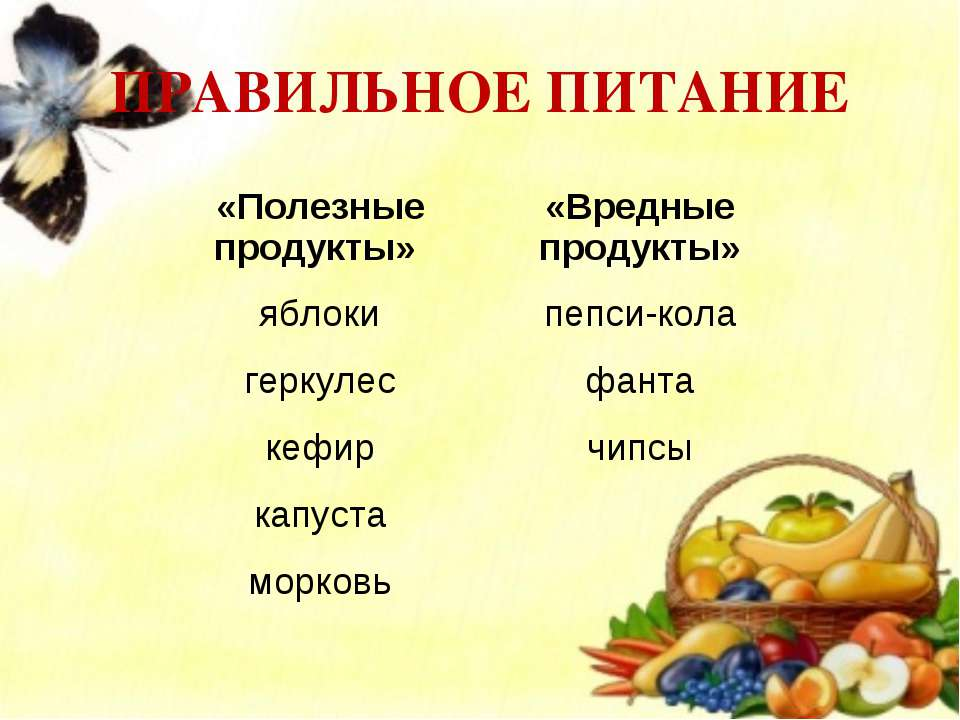 ПРАВИЛЬНОЕ ПИТАНИЕ
«Полезные
продукты»
яблоки
геркулес
кефир
капуста
морковь
«Вредные
продукты»
пепси-кола
фанта
чипсы